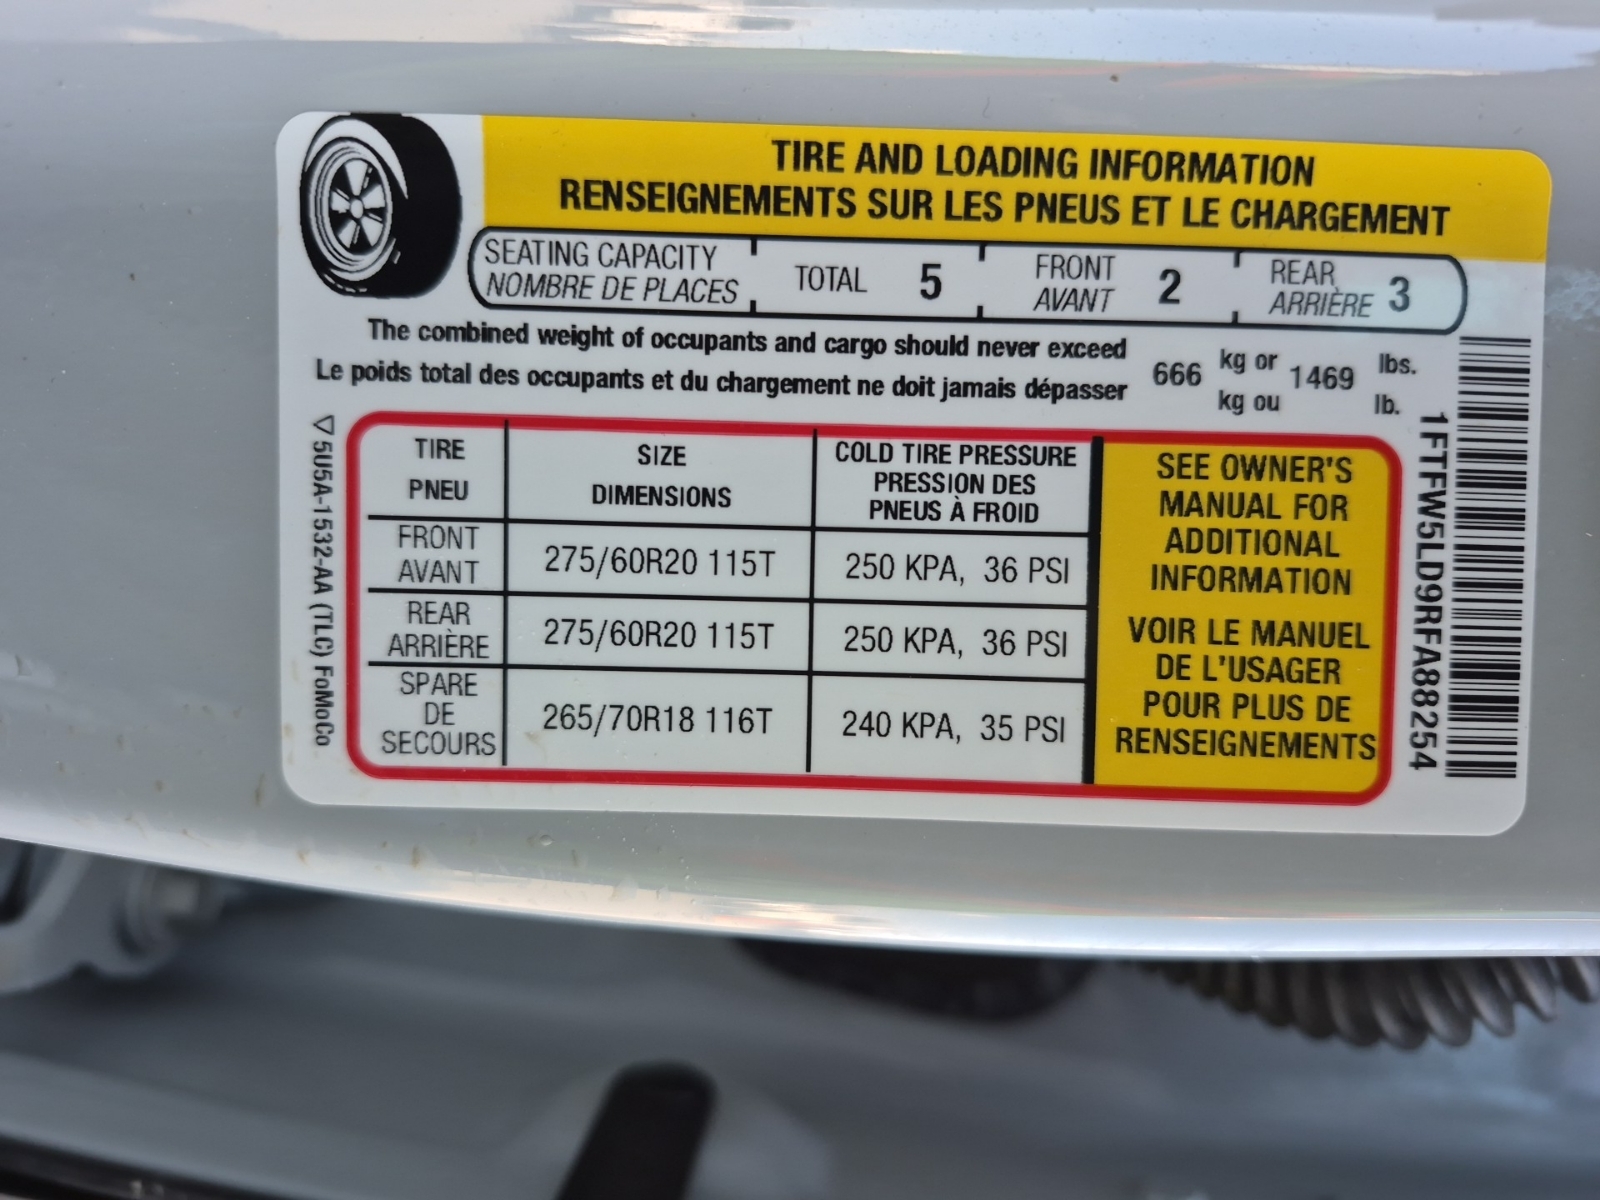 TIRE AND LOADING INFORMATION
RENSEIGNEMENTS SUR LES PNEUS ET LE CHARGEMENT
SEATING CAPACITY
NOMBRE DE PLACES
TOTAL 5
FRONT
AVANT 2
REAR
ARRIÈRE 3
The combined weight of occupants and cargo should never exceed
Le poids total des occupants et du chargement ne doit jamais dépasser
666 kg or 1469 lbs.
kg ou lb.
TIRE
PNEU
SIZE
DIMENSIONS
COLD TIRE PRESSURE
PRESSION DES
PNEUS À FROID
FRONT
AVANT
275/60R20 115T
250 KPA, 36 PSI
REAR
ARRIÈRE
275/60R20 115T
250 KPA, 36 PSI
SPARE
DE
SECOURS
265/70R18 116T
240 KPA, 35 PSI
SEE OWNER'S
MANUAL FOR
ADDITIONAL
INFORMATION
VOIR LE MANUEL
DE L'USAGER
POUR PLUS DE
RENSEIGNEMENTS
5U5A-1532-AA (TLC) FoMoCo
1FTFW5LD9RFA88254